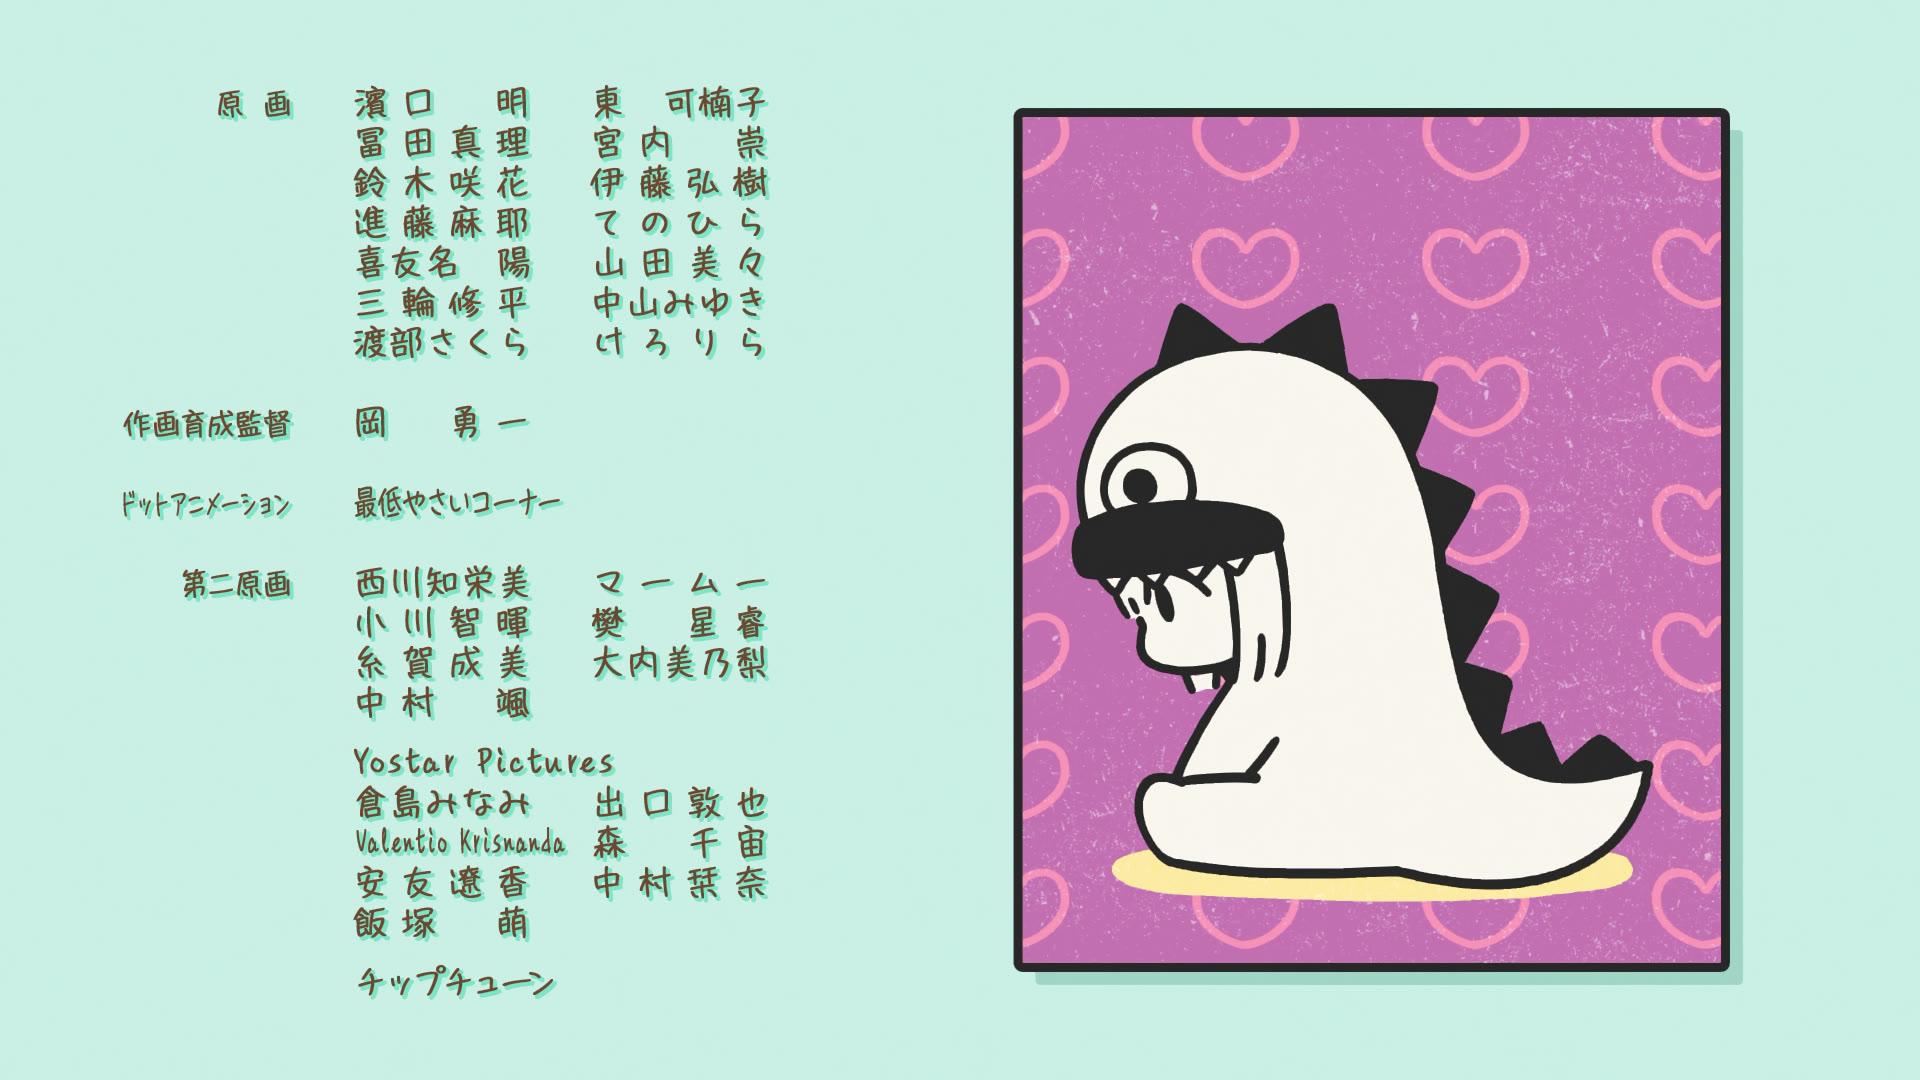 原画 濱口 明 東 可楠子
冨田真理 宮内 崇
鈴木咲花 伊藤弘樹
進藤麻耶 てのひら
喜友名 陽 山田美々
三輪修平 中山みゆき
渡部さくら けろりら
作画育成監督 岡 勇一
ドットアニメーション 最低やさいコーナー
第二原画 西川知栄美 マームー
小川智暉 樊 星睿
糸賀成美 大内美乃梨
中村 颯
Yostar Pictures
倉島みなみ 出口敦也
Valentio Krisnanda 森 千宙
安友遼香 中村栞奈
飯塚 萌
チップチューン